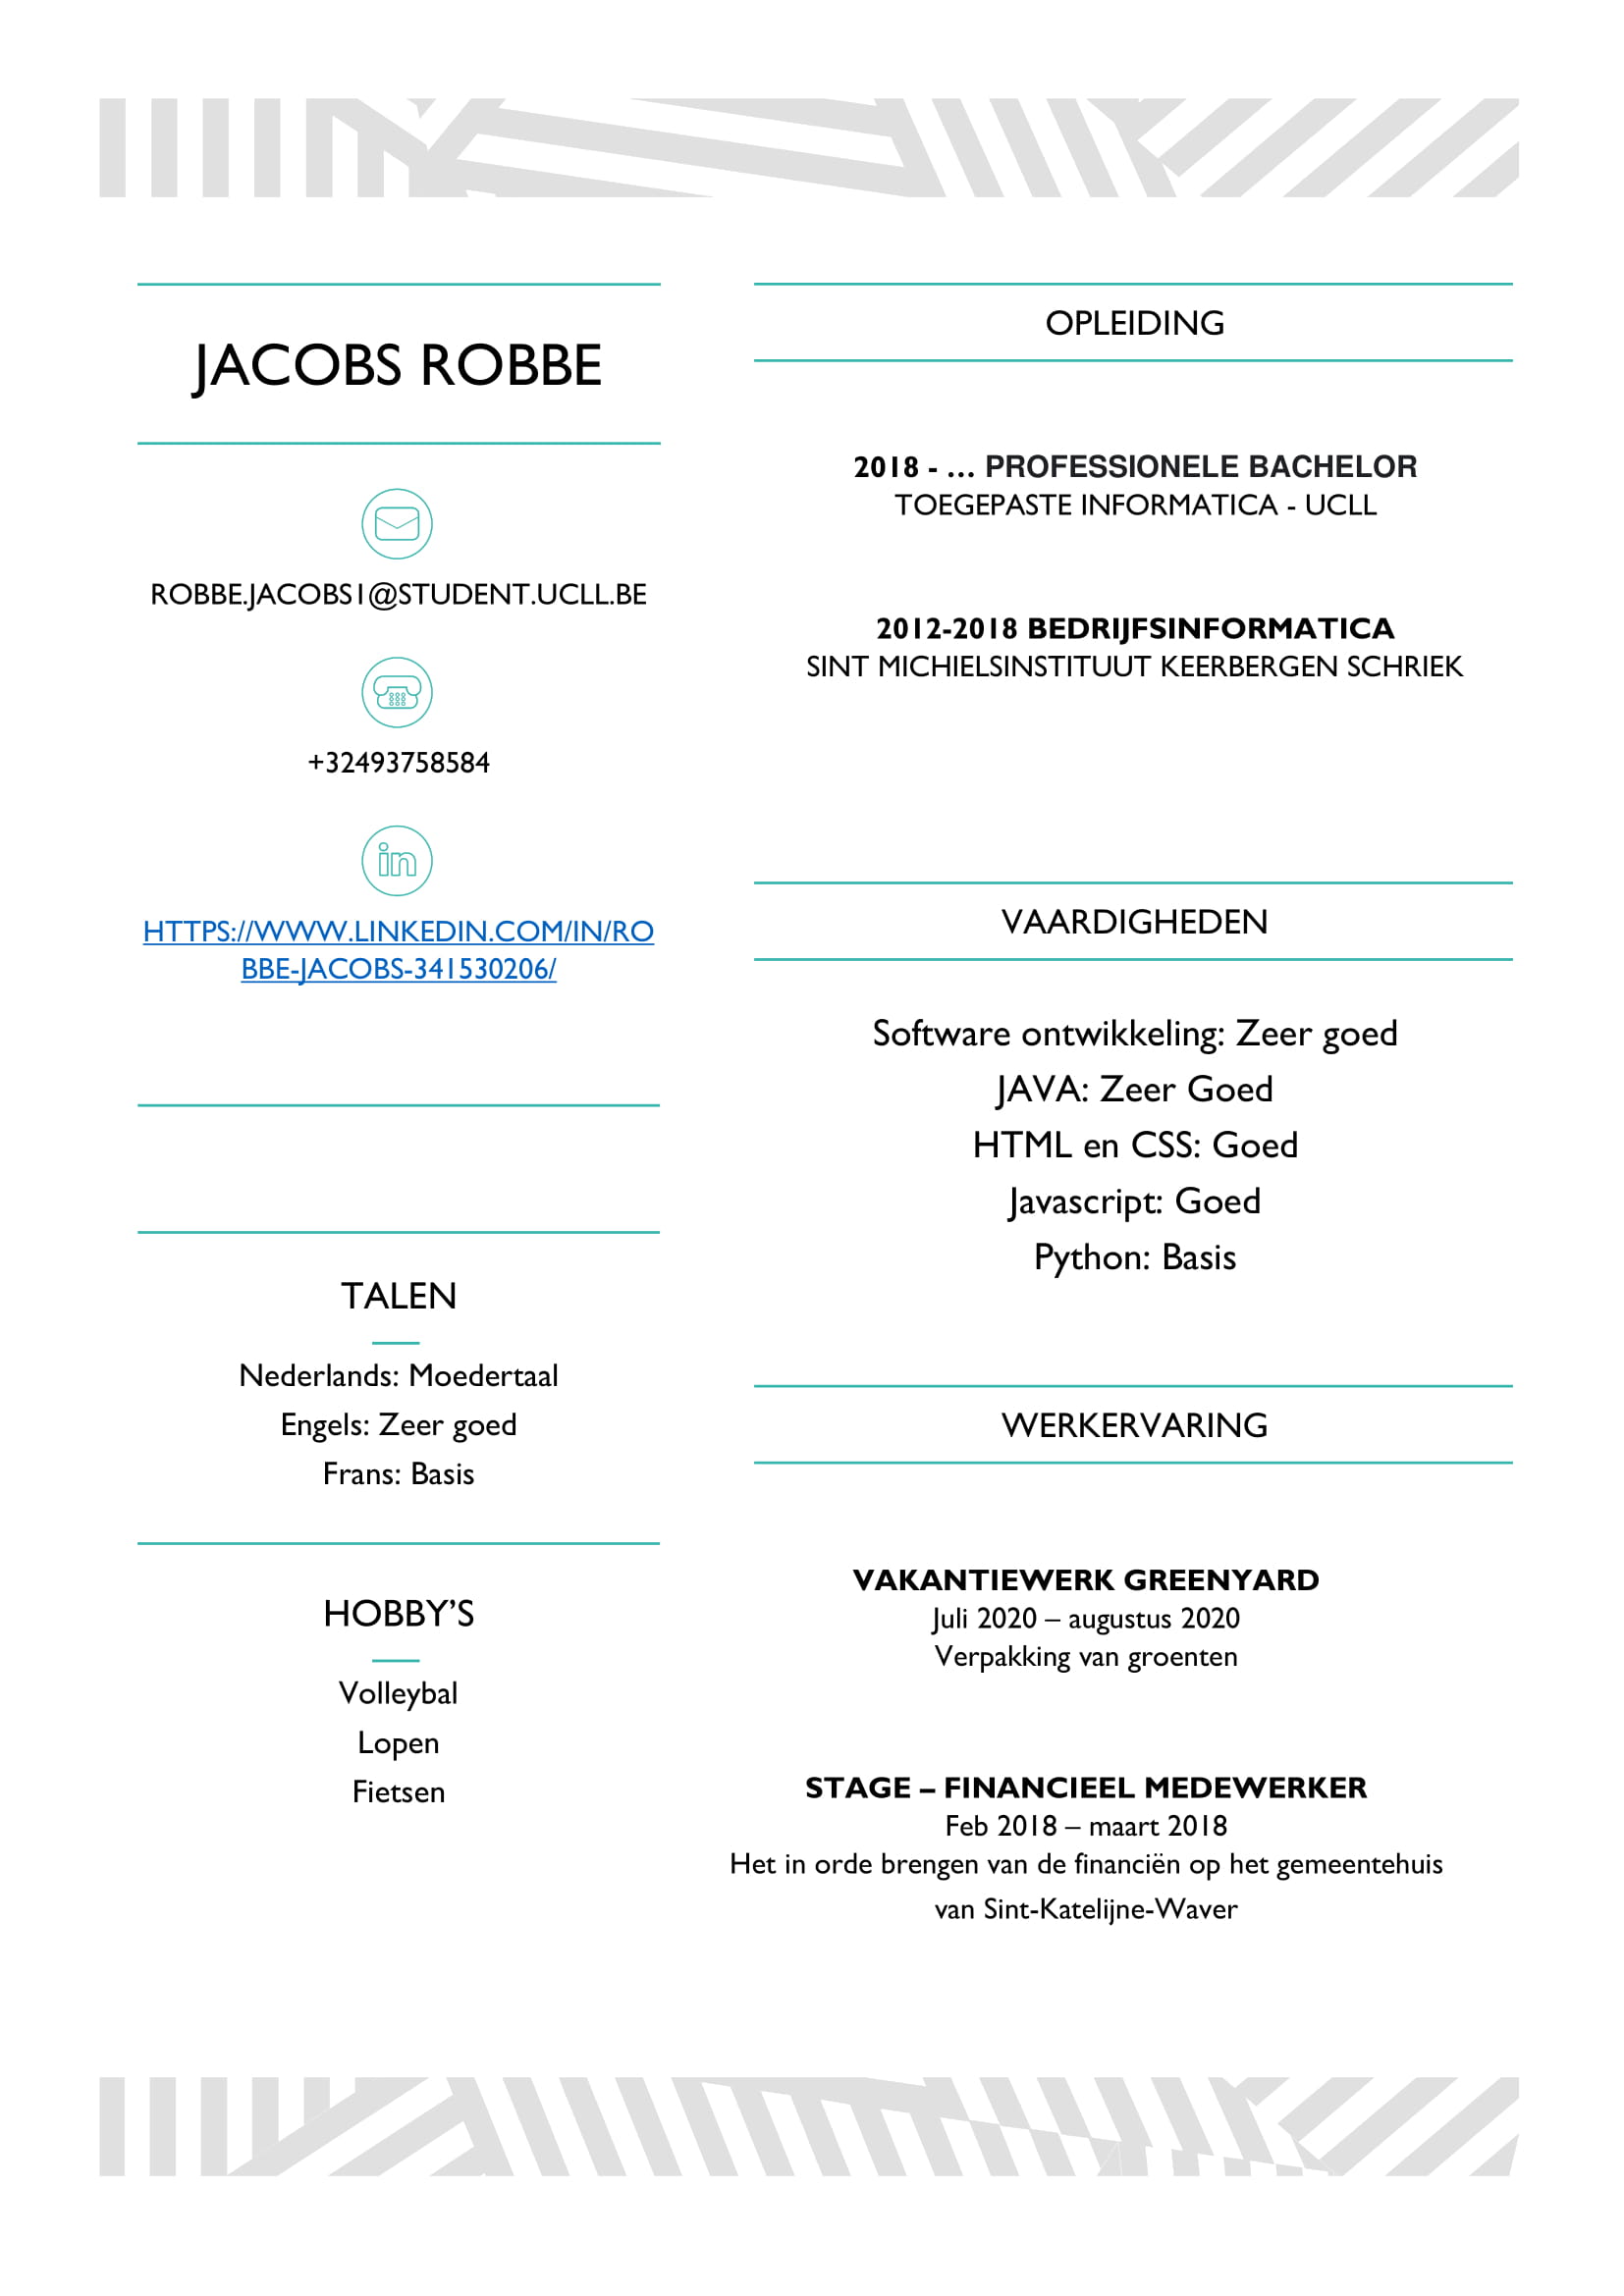 JACOBS ROBBE
ROBBE.JACOBS1@STUDENT.UCLL.BE
+32493758584
in
HTTPS://WWW.LINKEDIN.COM/IN/RO
BBE-JACOBS-341530206/
TALEN
Nederlands: Moedertaal
Engels: Zeer goed
Frans: Basis
HOBBY’S
Volleybal
Lopen
Fietsen
OPLEIDING
2018 - … PROFESSIONELE BACHELOR
TOEGEPASTE INFORMATICA - UCLL
2012-2018 BEDRIJFSINFORMATICA
SINT MICHIELSINSTITUUT KEERBERGEN SCHRIEK
VAARDIGHEDEN
Software ontwikkeling: Zeer goed
JAVA: Zeer Goed
HTML en CSS: Goed
Javascript: Goed
Python: Basis
WERKERVARING
VAKANTIEWERK GREENYARD
Juli 2020 – augustus 2020
Verpakking van groenten
STAGE – FINANCIEEL MEDEWERKER
Feb 2018 – maart 2018
Het in orde brengen van de financiën op het gemeentehuis
van Sint-Katelijne-Waver